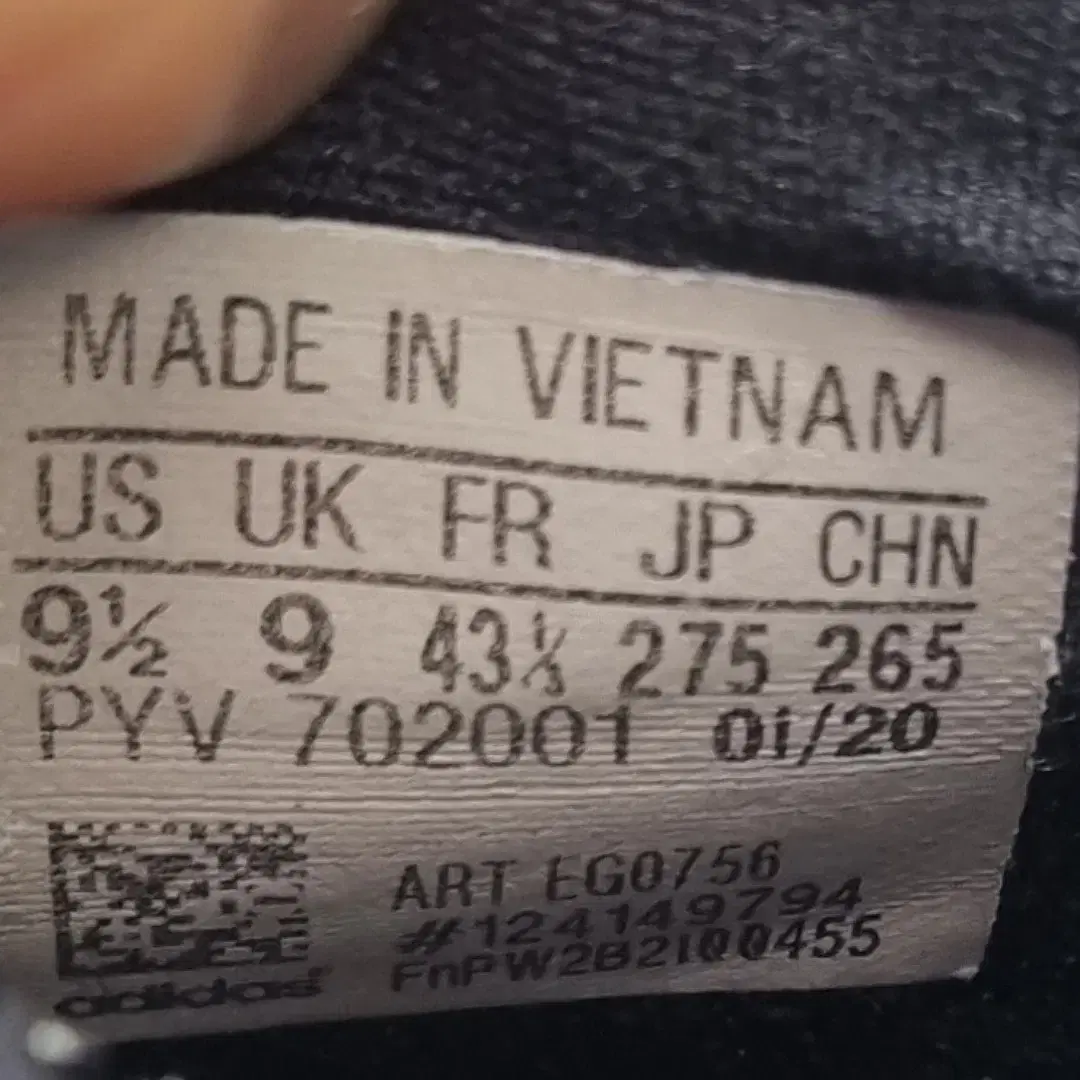 MADE IN VIETNAM
US UK FR JP CHN
9½ 9 43⅓ 275 265
PYV 702001 01/20
ART EG0756
#124149794
FnPW2B2I00455
adidas